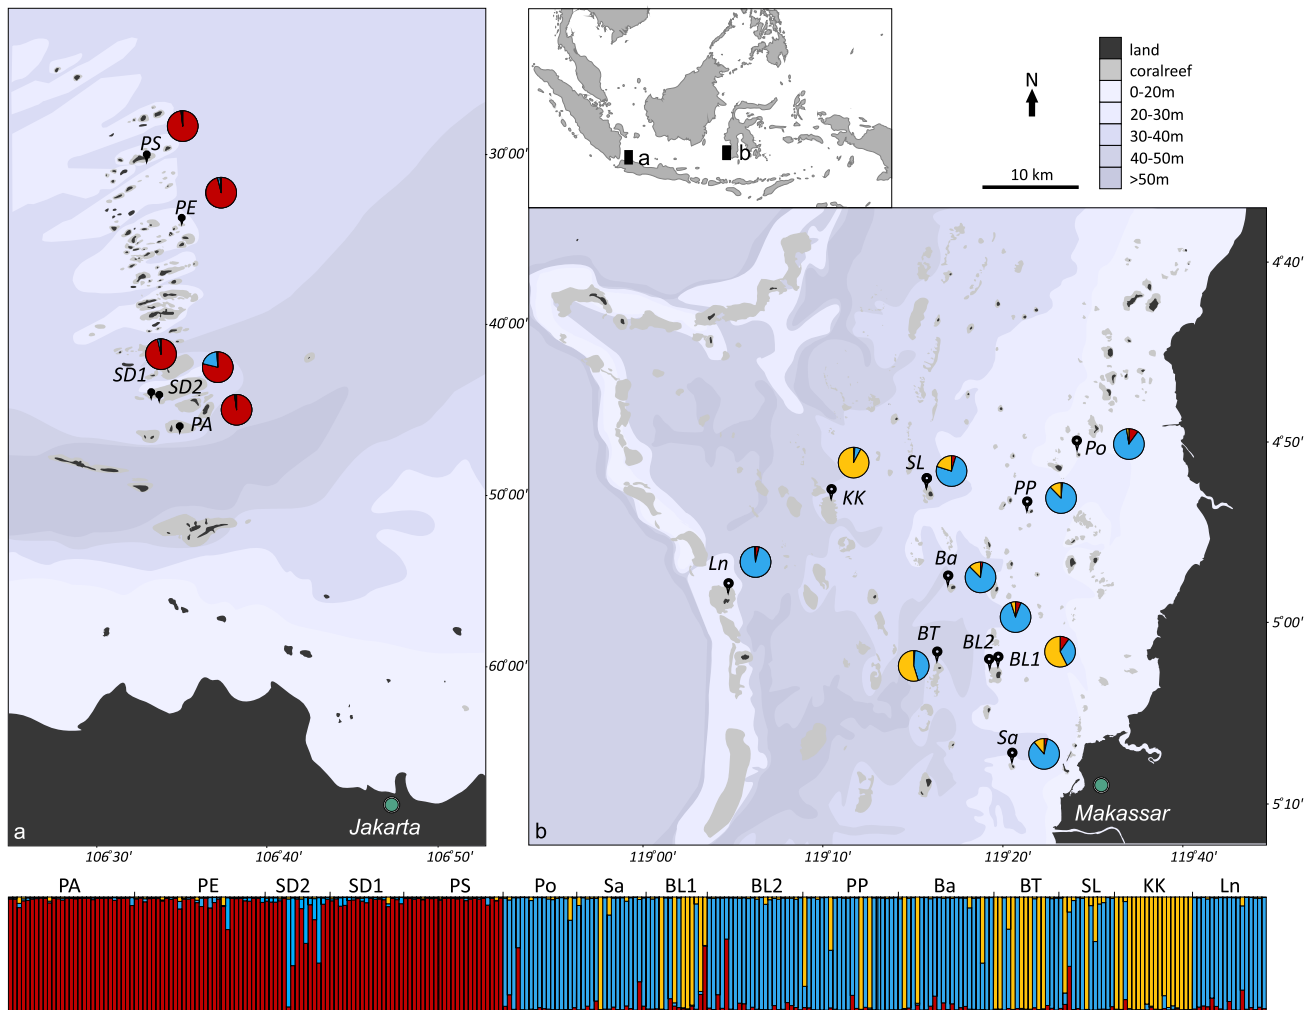 PS
PE
SD1
SD2
PA
Jakarta
a
30°00'
40°00'
50°00'
60°00'
106°30'
106°40'
106°50'
a
b
N
10 km
land
coralreef
0-20m
20-30m
30-40m
40-50m
>50m
Po
SL
KK
PP
Ln
Ba
BT
BL2
BL1
Sa
Makassar
b
4°40'
4°50'
5°00'
5°10'
119°00'
119°10'
119°20'
119°40'
PA PE SD2 SD1 PS Po Sa BL1 BL2 PP Ba BT SL KK Ln